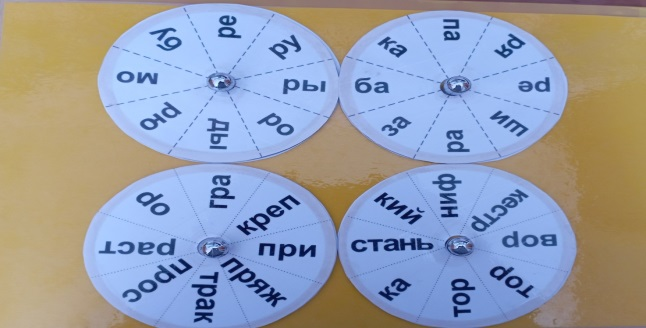 бу
ре
ру
ры
ро
ды
рю
мо
ка
па
ря
ре
ши
ра
за
ба
гра
креп
при
пряж
трак
прос
раст
ор
кий
фин
кестр
вор
тор
тор
ка
стань